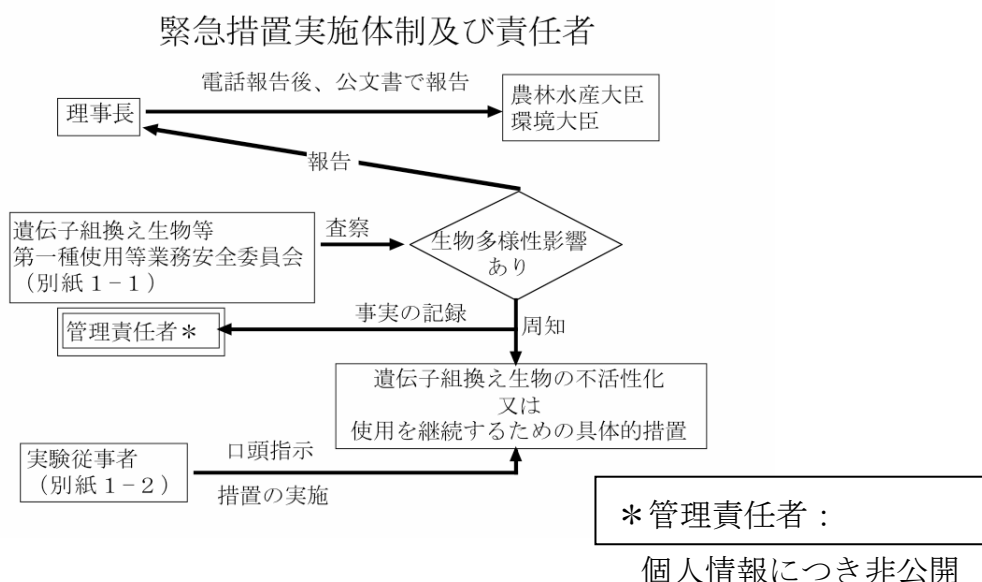 緊急措置実施体制及び責任者
電話報告後、公文書で報告
理事長
農林水産大臣
環境大臣
報告
遺伝子組換え生物等
第一種使用等業務安全委員会
（別紙１−１）
査察
生物多様性影響
あり
事実の記録
管理責任者＊
周知
遺伝子組換え生物の不活性化
又は
使用を継続するための具体的措置
実験従事者
（別紙１−２）
口頭指示
措置の実施
＊管理責任者：
個人情報につき非公開